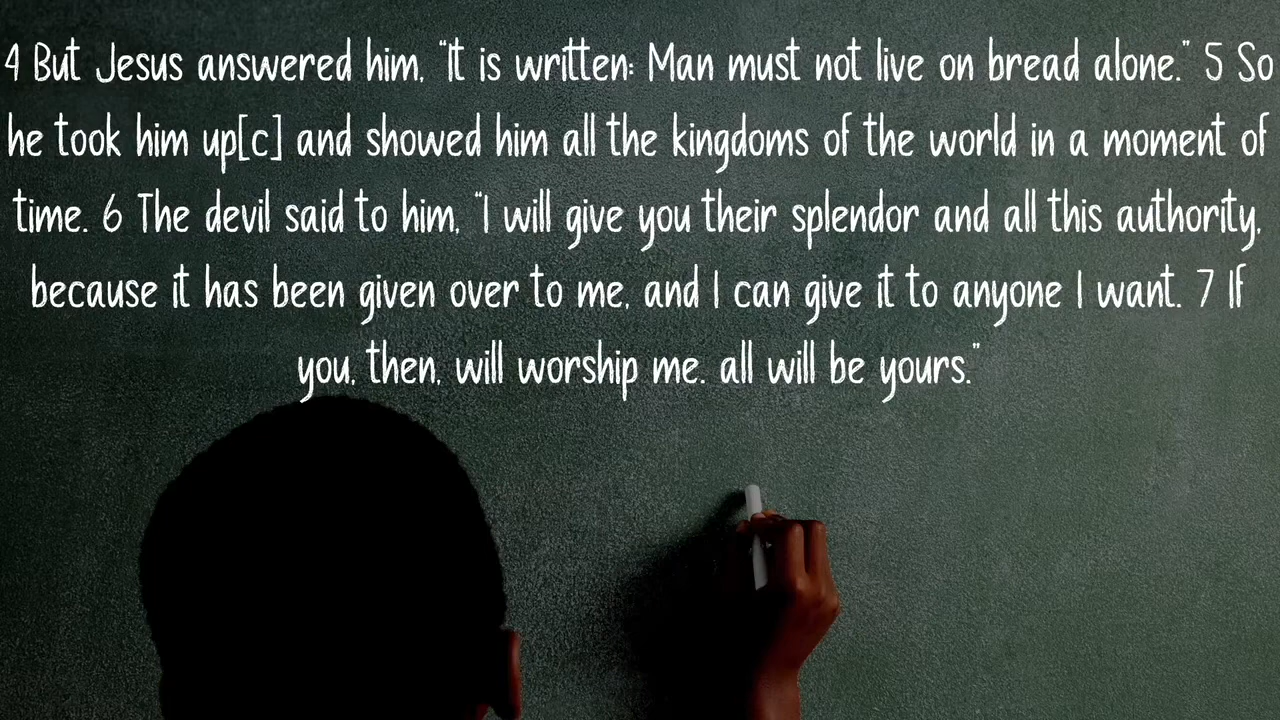 4 But Jesus answered him, "It is written: Man must not live on bread alone." 5 So
he took him up[c] and showed him all the kingdoms of the world in a moment of
time. 6 The devil said to him, "I will give you their splendor and all this authority,
because it has been given over to me, and I can give it to anyone I want. 7 If
you, then, will worship me. all will be yours."